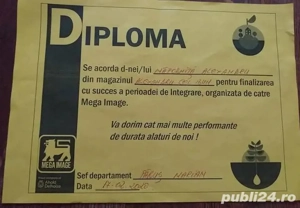 DIPLOMA
Se acorda d-nei/lui
din magazinul pentru finalizarea
cu succes a perioadei de Integrare, organizata de catre
Mega Image.
Va dorim cat mai multe performante
de durata alaturi de noi !
MEGA IMAGE
Sef departament
Data
publi24.ro